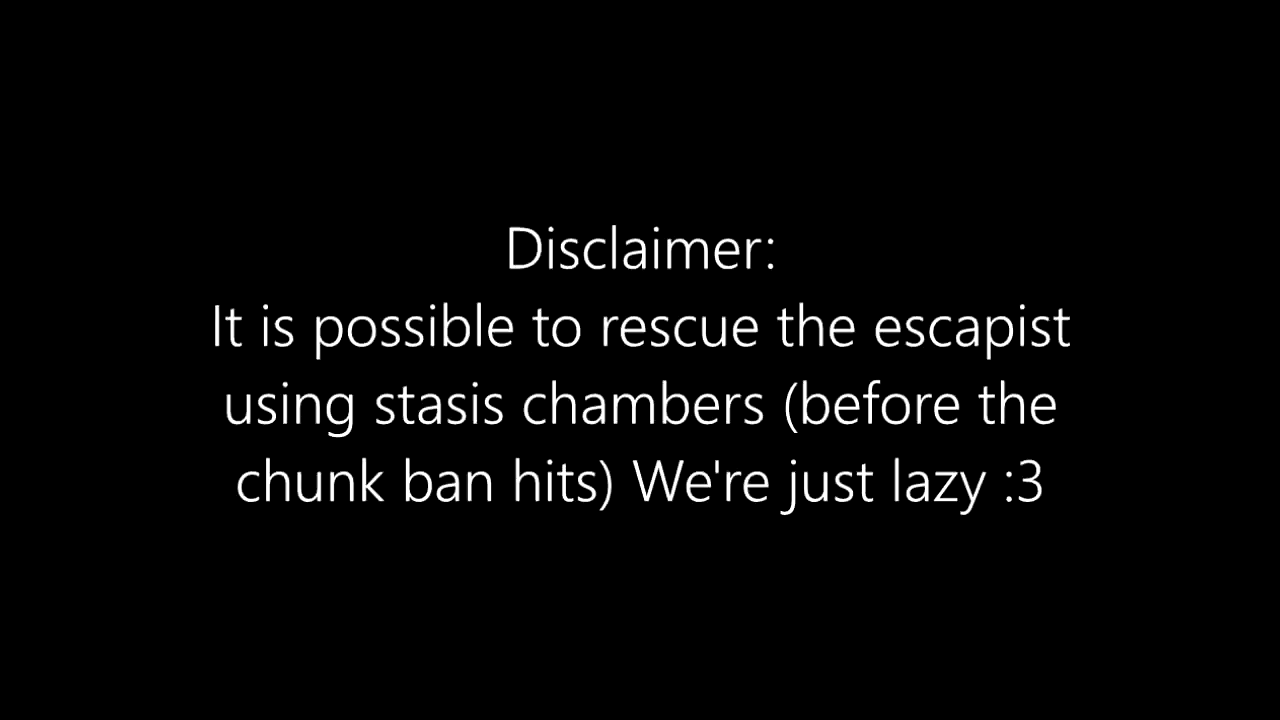 Disclaimer:
It is possible to rescue the escapist
using stasis chambers (before the
chunk ban hits) We're just lazy :3